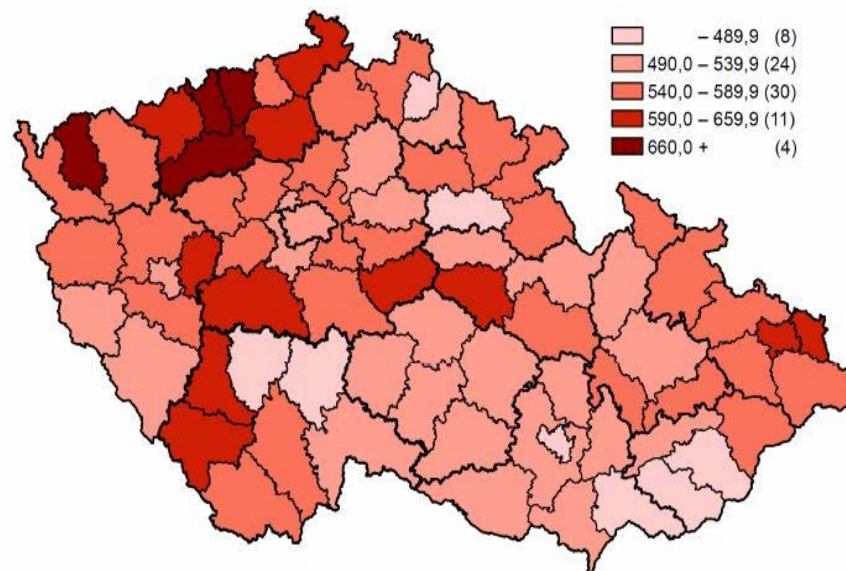 – 489,9 (8)
490,0 – 539,9 (24)
540,0 – 589,9 (30)
590,0 – 659,9 (11)
660,0 + (4)